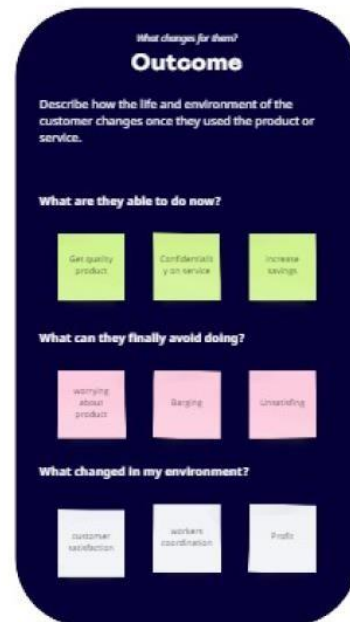 What changes for them?
Outcome
Describe how the life and environment of the
customer changes once they used the product or
service.
What are they able to do now?
Get quality
product
Confidentialit
y on service
increase
savings
What can they finally avoid doing?
worrying
about
product
Barging
Unsatisfing
What changed in my environment?
customer
satisfaction
workers
coordination
Profit